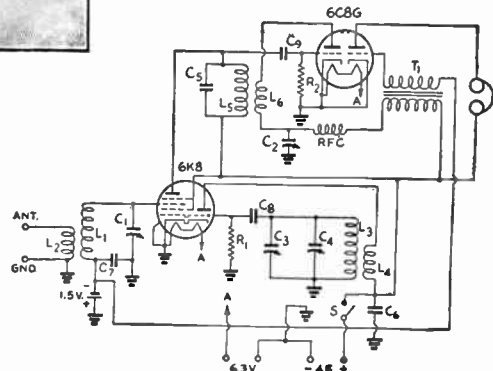 6C8G
C9
C5
L5
L6
R2
A
T1
C2
RFC
6K8
ANT.
L2
L1
C1
GND.
C7
A
R1
C8
C3
C4
L3
L4
1.5V.
-
+
A
S
C6
6.3V
- 45 +